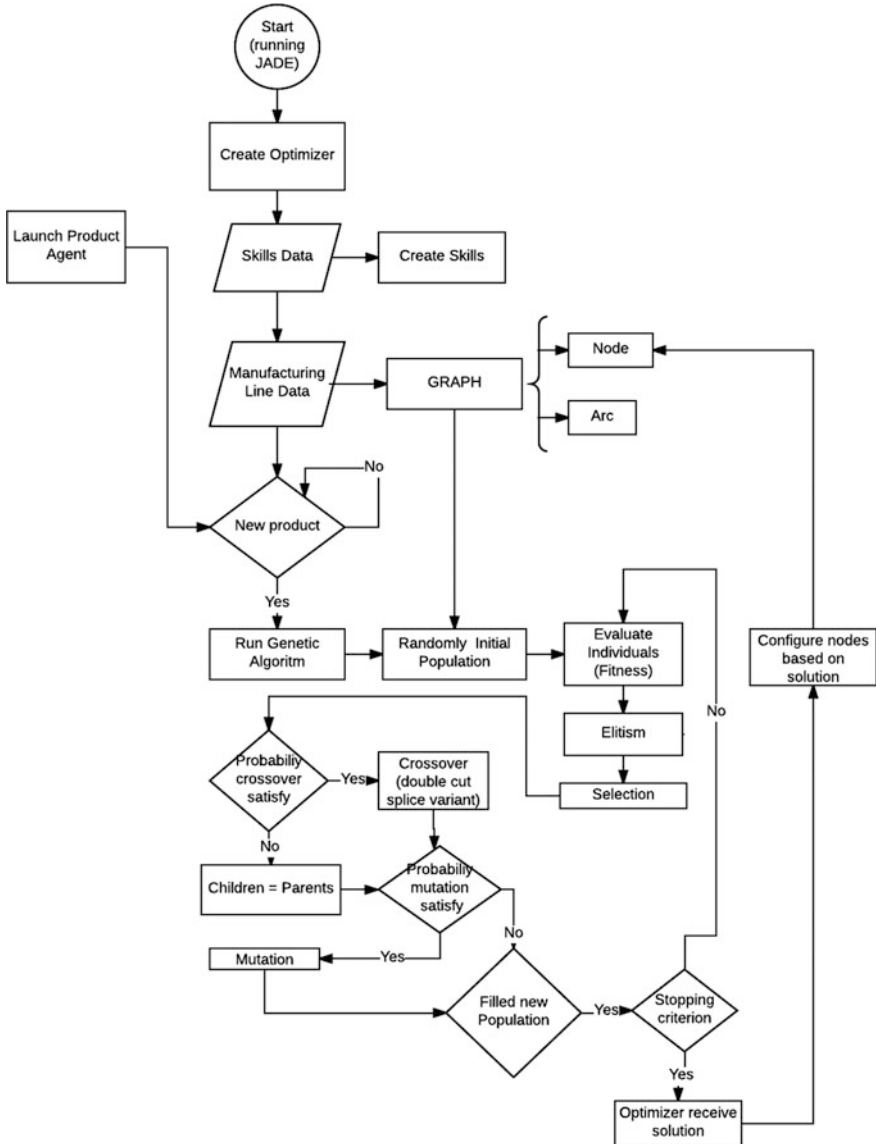 Start
(running
JADE)
Create Optimizer
Launch Product
Agent
Skills Data
Create Skills
Manufacturing
Line Data
GRAPH
Node
Arc
No
New product
Yes
Run Genetic
Algoritm
Randomly Initial
Population
Evaluate
Individuals
(Fitness)
Configure nodes
based on
solution
No
Elitism
Probabiliy
crossover
satisfy
Yes
Crossover
(double cut
splice variant)
Selection
No
Children = Parents
Probabiliy
mutation
satisfy
No
Mutation
Yes
Filled new
Population
Yes
Stopping
criterion
Yes
Optimizer receive
solution